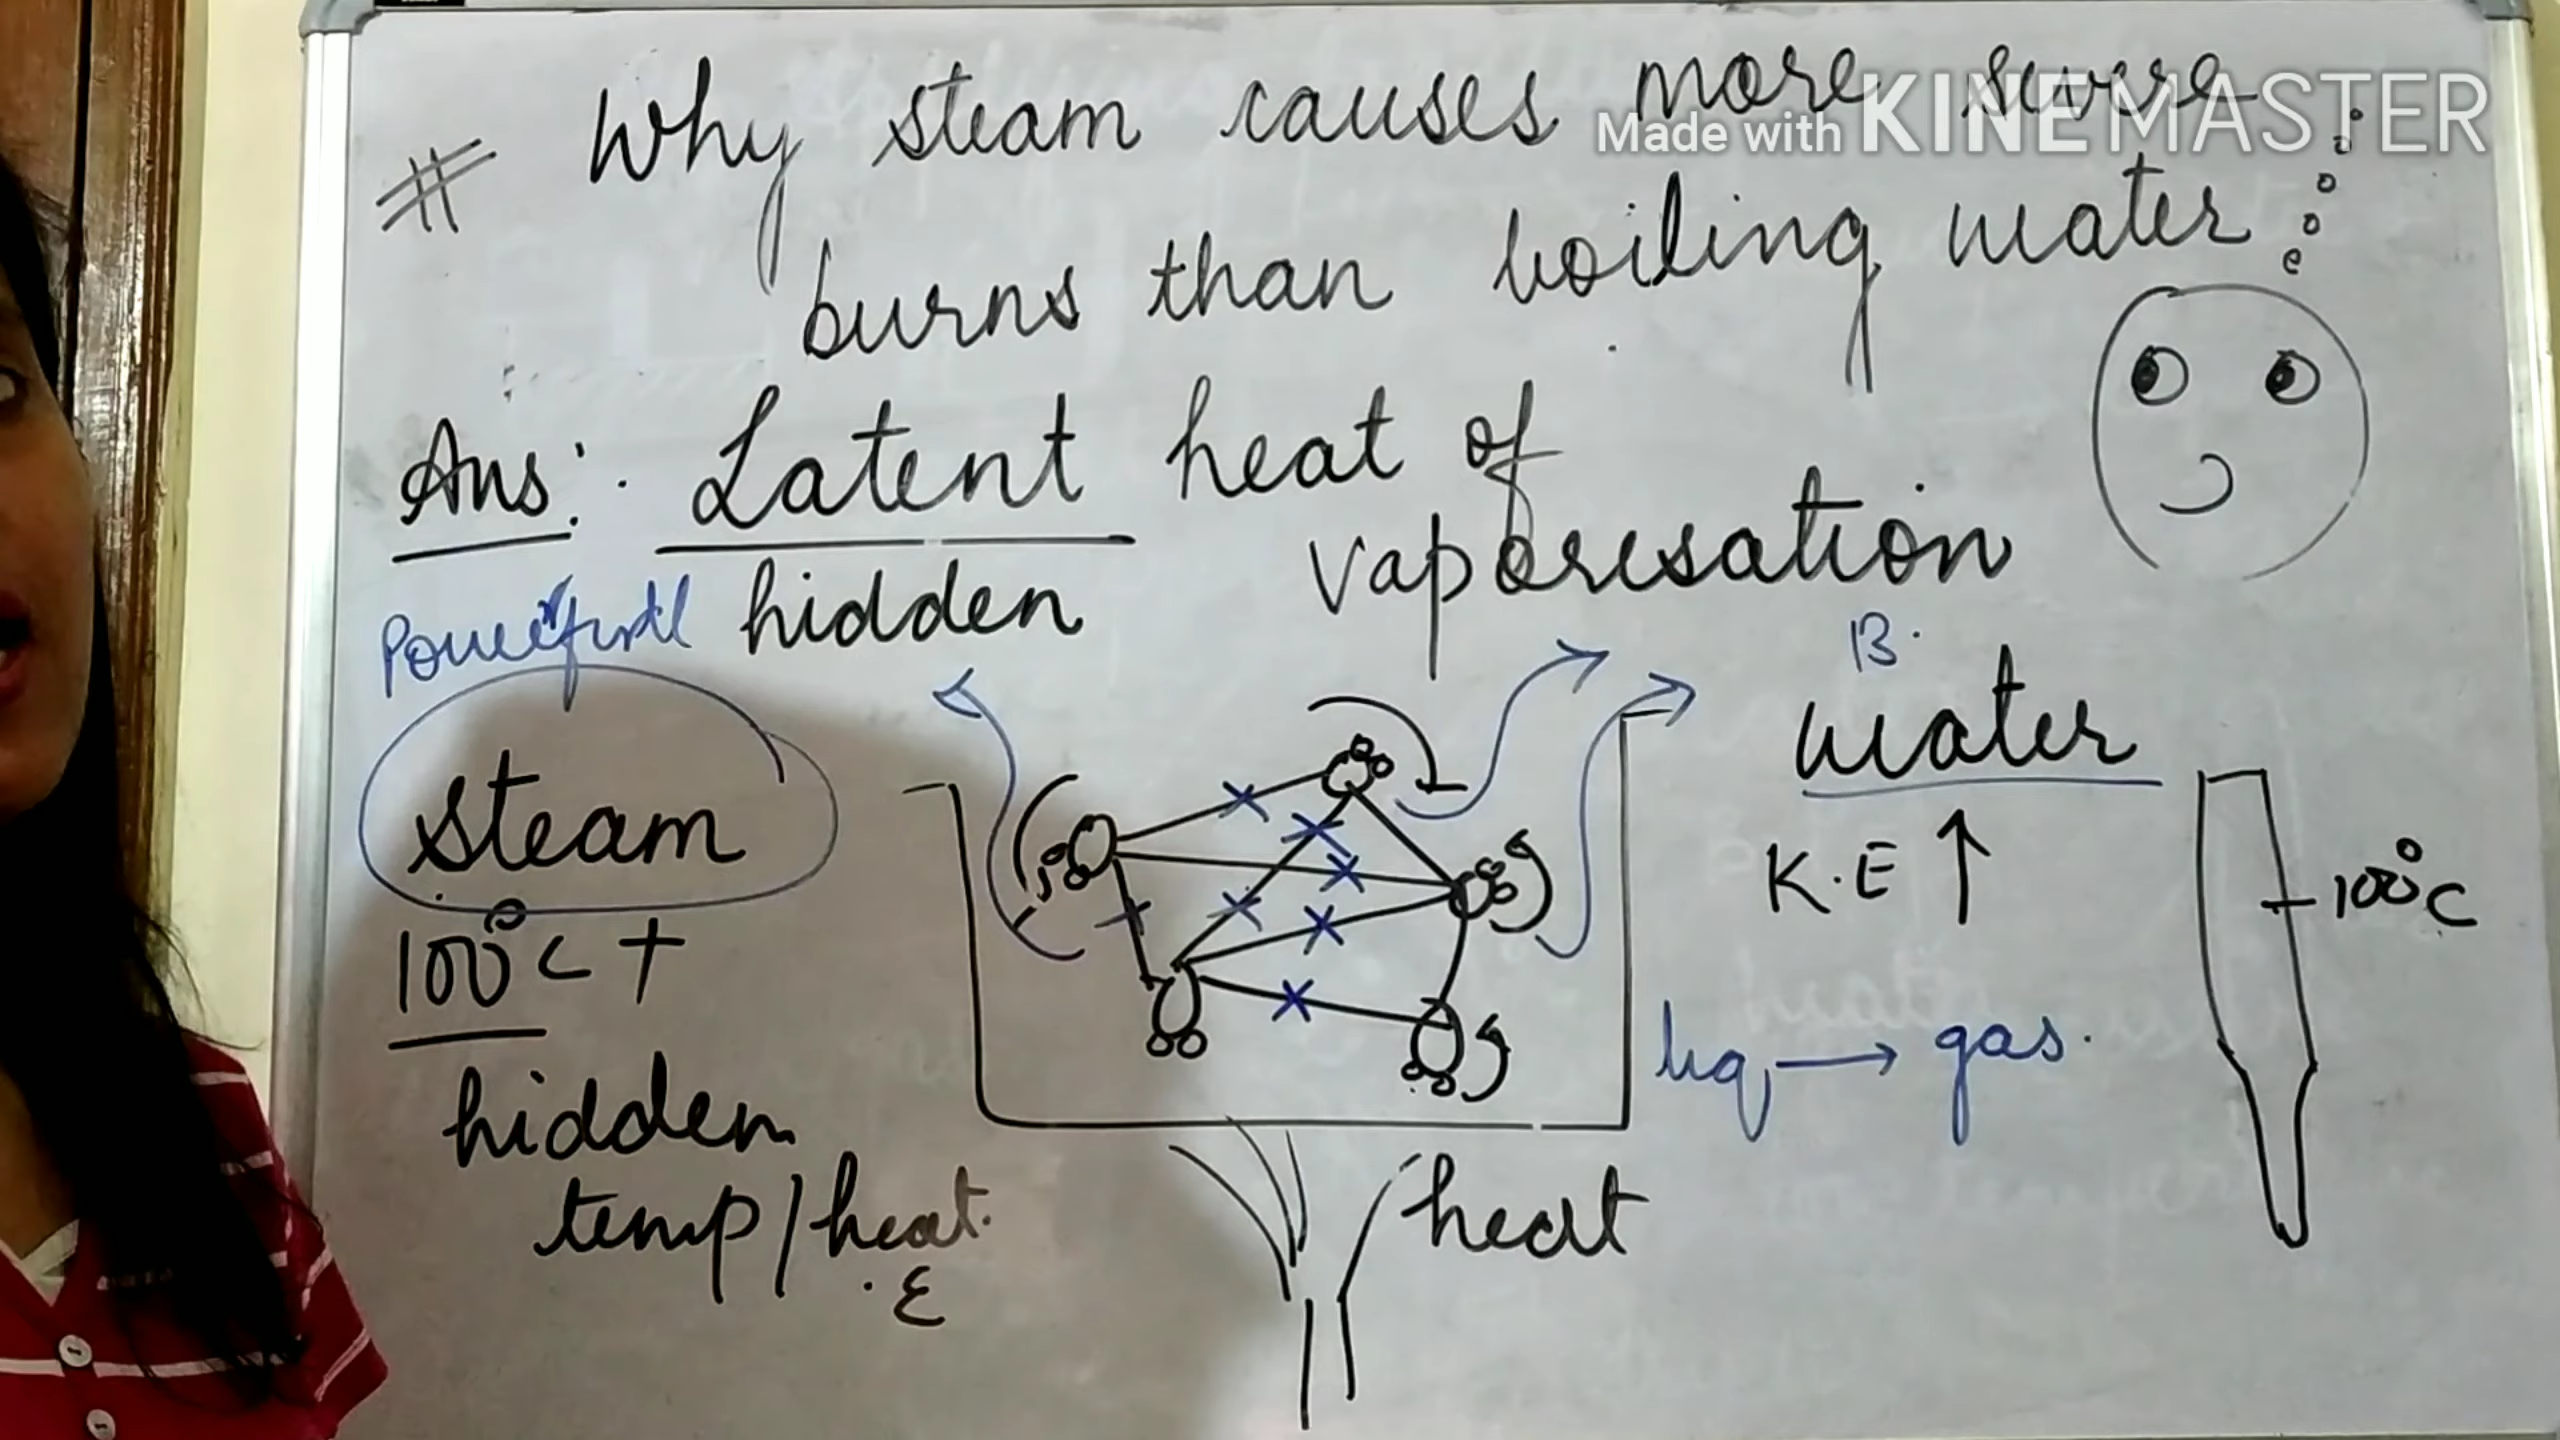 # Why steam causes more severe
Made with KINEMASTER
burns than boiling water
Ans: Latent heat of
vaporisation
hidden
Powerful
B.
steam
water
100°C +
K.E ↑
100°C
liq → gas.
hidden
temp/heat.
E
heat